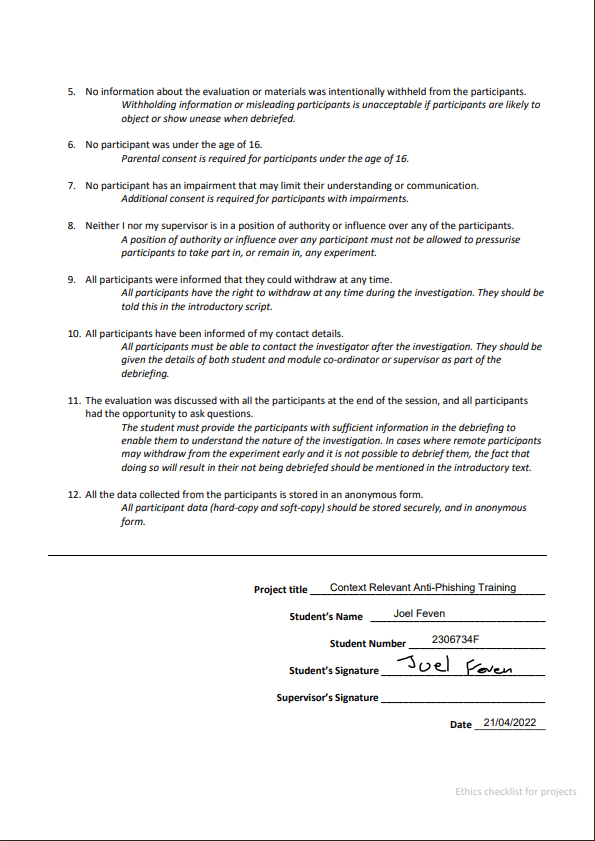 5. No information about the evaluation or materials was intentionally withheld from the participants.
Withholding information or misleading participants is unacceptable if participants are likely to
object or show unease when debriefed.
6. No participant was under the age of 16.
Parental consent is required for participants under the age of 16.
7. No participant has an impairment that may limit their understanding or communication.
Additional consent is required for participants with impairments.
8. Neither I nor my supervisor is in a position of authority or influence over any of the participants.
A position of authority or influence over any participant must not be allowed to pressurise
participants to take part in, or remain in, any experiment.
9. All participants were informed that they could withdraw at any time.
All participants have the right to withdraw at any time during the investigation. They should be
told this in the introductory script.
10. All participants have been informed of my contact details.
All participants must be able to contact the investigator after the investigation. They should be
given the details of both student and module co-ordinator or supervisor as part of the
debriefing.
11. The evaluation was discussed with all the participants at the end of the session, and all participants
had the opportunity to ask questions.
The student must provide the participants with sufficient information in the debriefing to
enable them to understand the nature of the investigation. In cases where remote participants
may withdraw from the experiment early and it is not possible to debrief them, the fact that
doing so will result in their not being debriefed should be mentioned in the introductory text.
12. All the data collected from the participants is stored in an anonymous form.
All participant data (hard-copy and soft-copy) should be stored securely, and in anonymous
form.
Project title Context Relevant Anti-Phishing Training
Student's Name Joel Feven
Student Number 2306734F
Student's Signature Joel Feven
Supervisor's Signature
Date 21/04/2022
Ethics checklist for projects